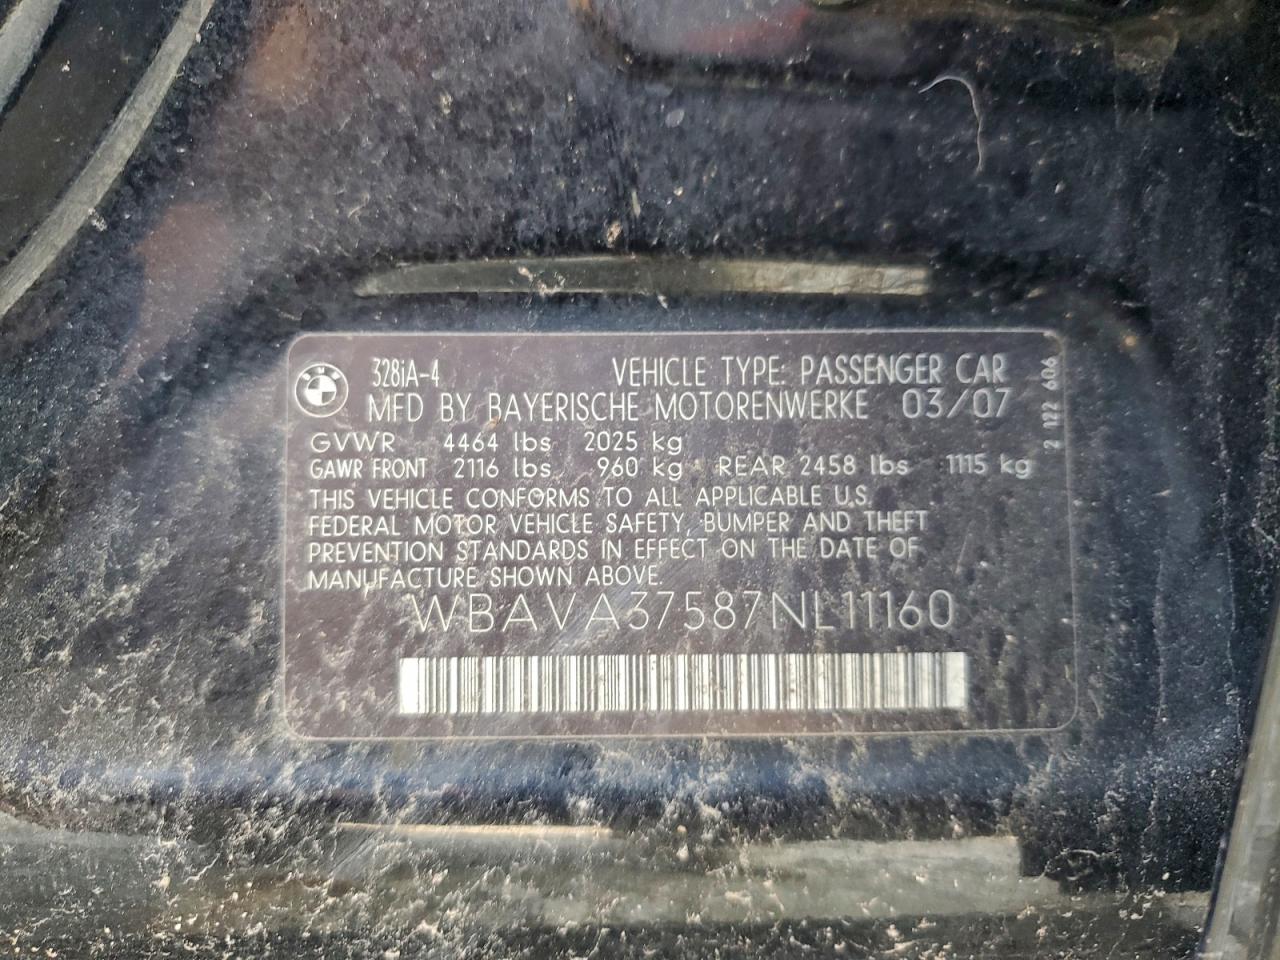 BMW
328iA-4 VEHICLE TYPE: PASSENGER CAR
MFD BY BAYERISCHE MOTORENWERKE 03/07
GVWR 4464 lbs 2025 kg
GAWR FRONT 2116 lbs 960 kg REAR 2458 lbs 1115 kg
THIS VEHICLE CONFORMS TO ALL APPLICABLE U.S.
FEDERAL MOTOR VEHICLE SAFETY, BUMPER AND THEFT
PREVENTION STANDARDS IN EFFECT ON THE DATE OF
MANUFACTURE SHOWN ABOVE.
WBAVA37587NL11160
2 122 606